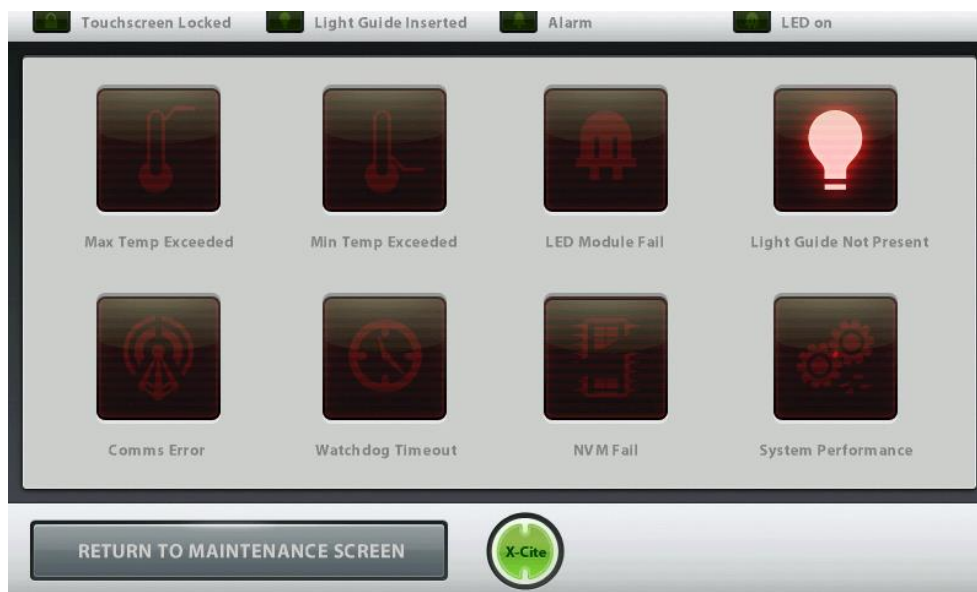 Touchscreen Locked Light Guide Inserted Alarm LED on
Max Temp Exceeded Min Temp Exceeded LED Module Fail Light Guide Not Present
Comms Error Watchdog Timeout NVM Fail System Performance
RETURN TO MAINTENANCE SCREEN X-Cite